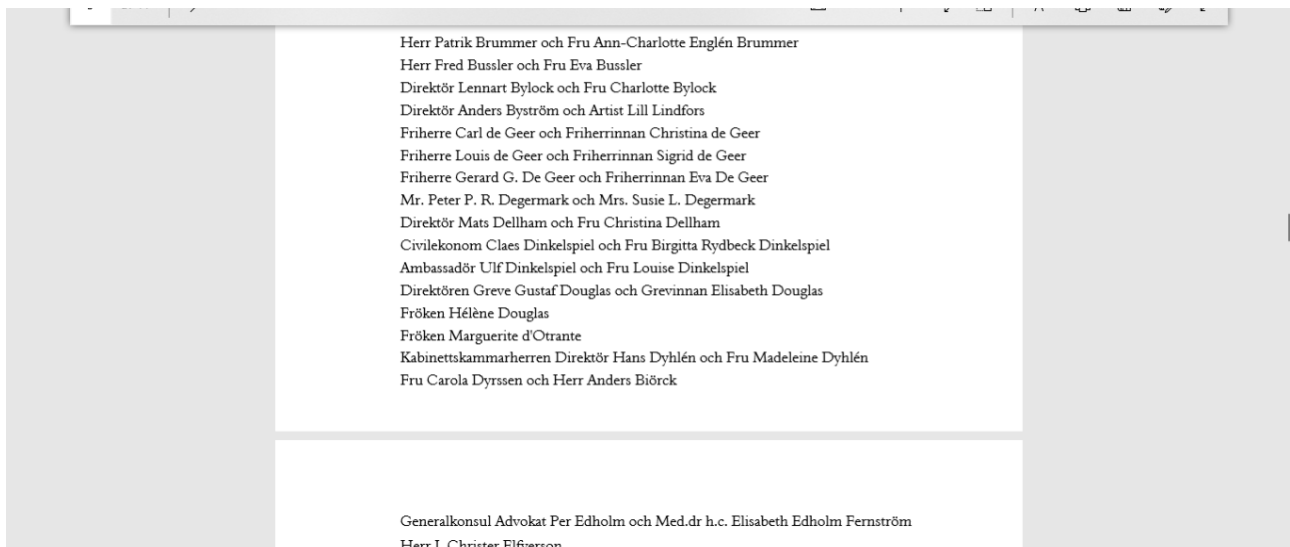 Herr Patrik Brummer och Fru Ann-Charlotte Englén Brummer
Herr Fred Bussler och Fru Eva Bussler
Direktör Lennart Bylock och Fru Charlotte Bylock
Direktör Anders Byström och Artist Lill Lindfors
Friherre Carl de Geer och Friherrinnan Christina de Geer
Friherre Louis de Geer och Friherrinnan Sigrid de Geer
Friherre Gerard G. De Geer och Friherrinnan Eva De Geer
Mr. Peter P. R. Degermark och Mrs. Susie L. Degermark
Direktör Mats Dellham och Fru Christina Dellham
Civilekonom Claes Dinkelspiel och Fru Birgitta Rydbeck Dinkelspiel
Ambassadör Ulf Dinkelspiel och Fru Louise Dinkelspiel
Direktören Greve Gustaf Douglas och Grevinnan Elisabeth Douglas
Fröken Hélène Douglas
Fröken Marguerite d'Otrante
Kabinettskammarherren Direktör Hans Dyhlén och Fru Madeleine Dyhlén
Fru Carola Dyrssen och Herr Anders Biörck
Generalkonsul Advokat Per Edholm och Med.dr h.c. Elisabeth Edholm Fernström
Herr J. Christer Elfverson